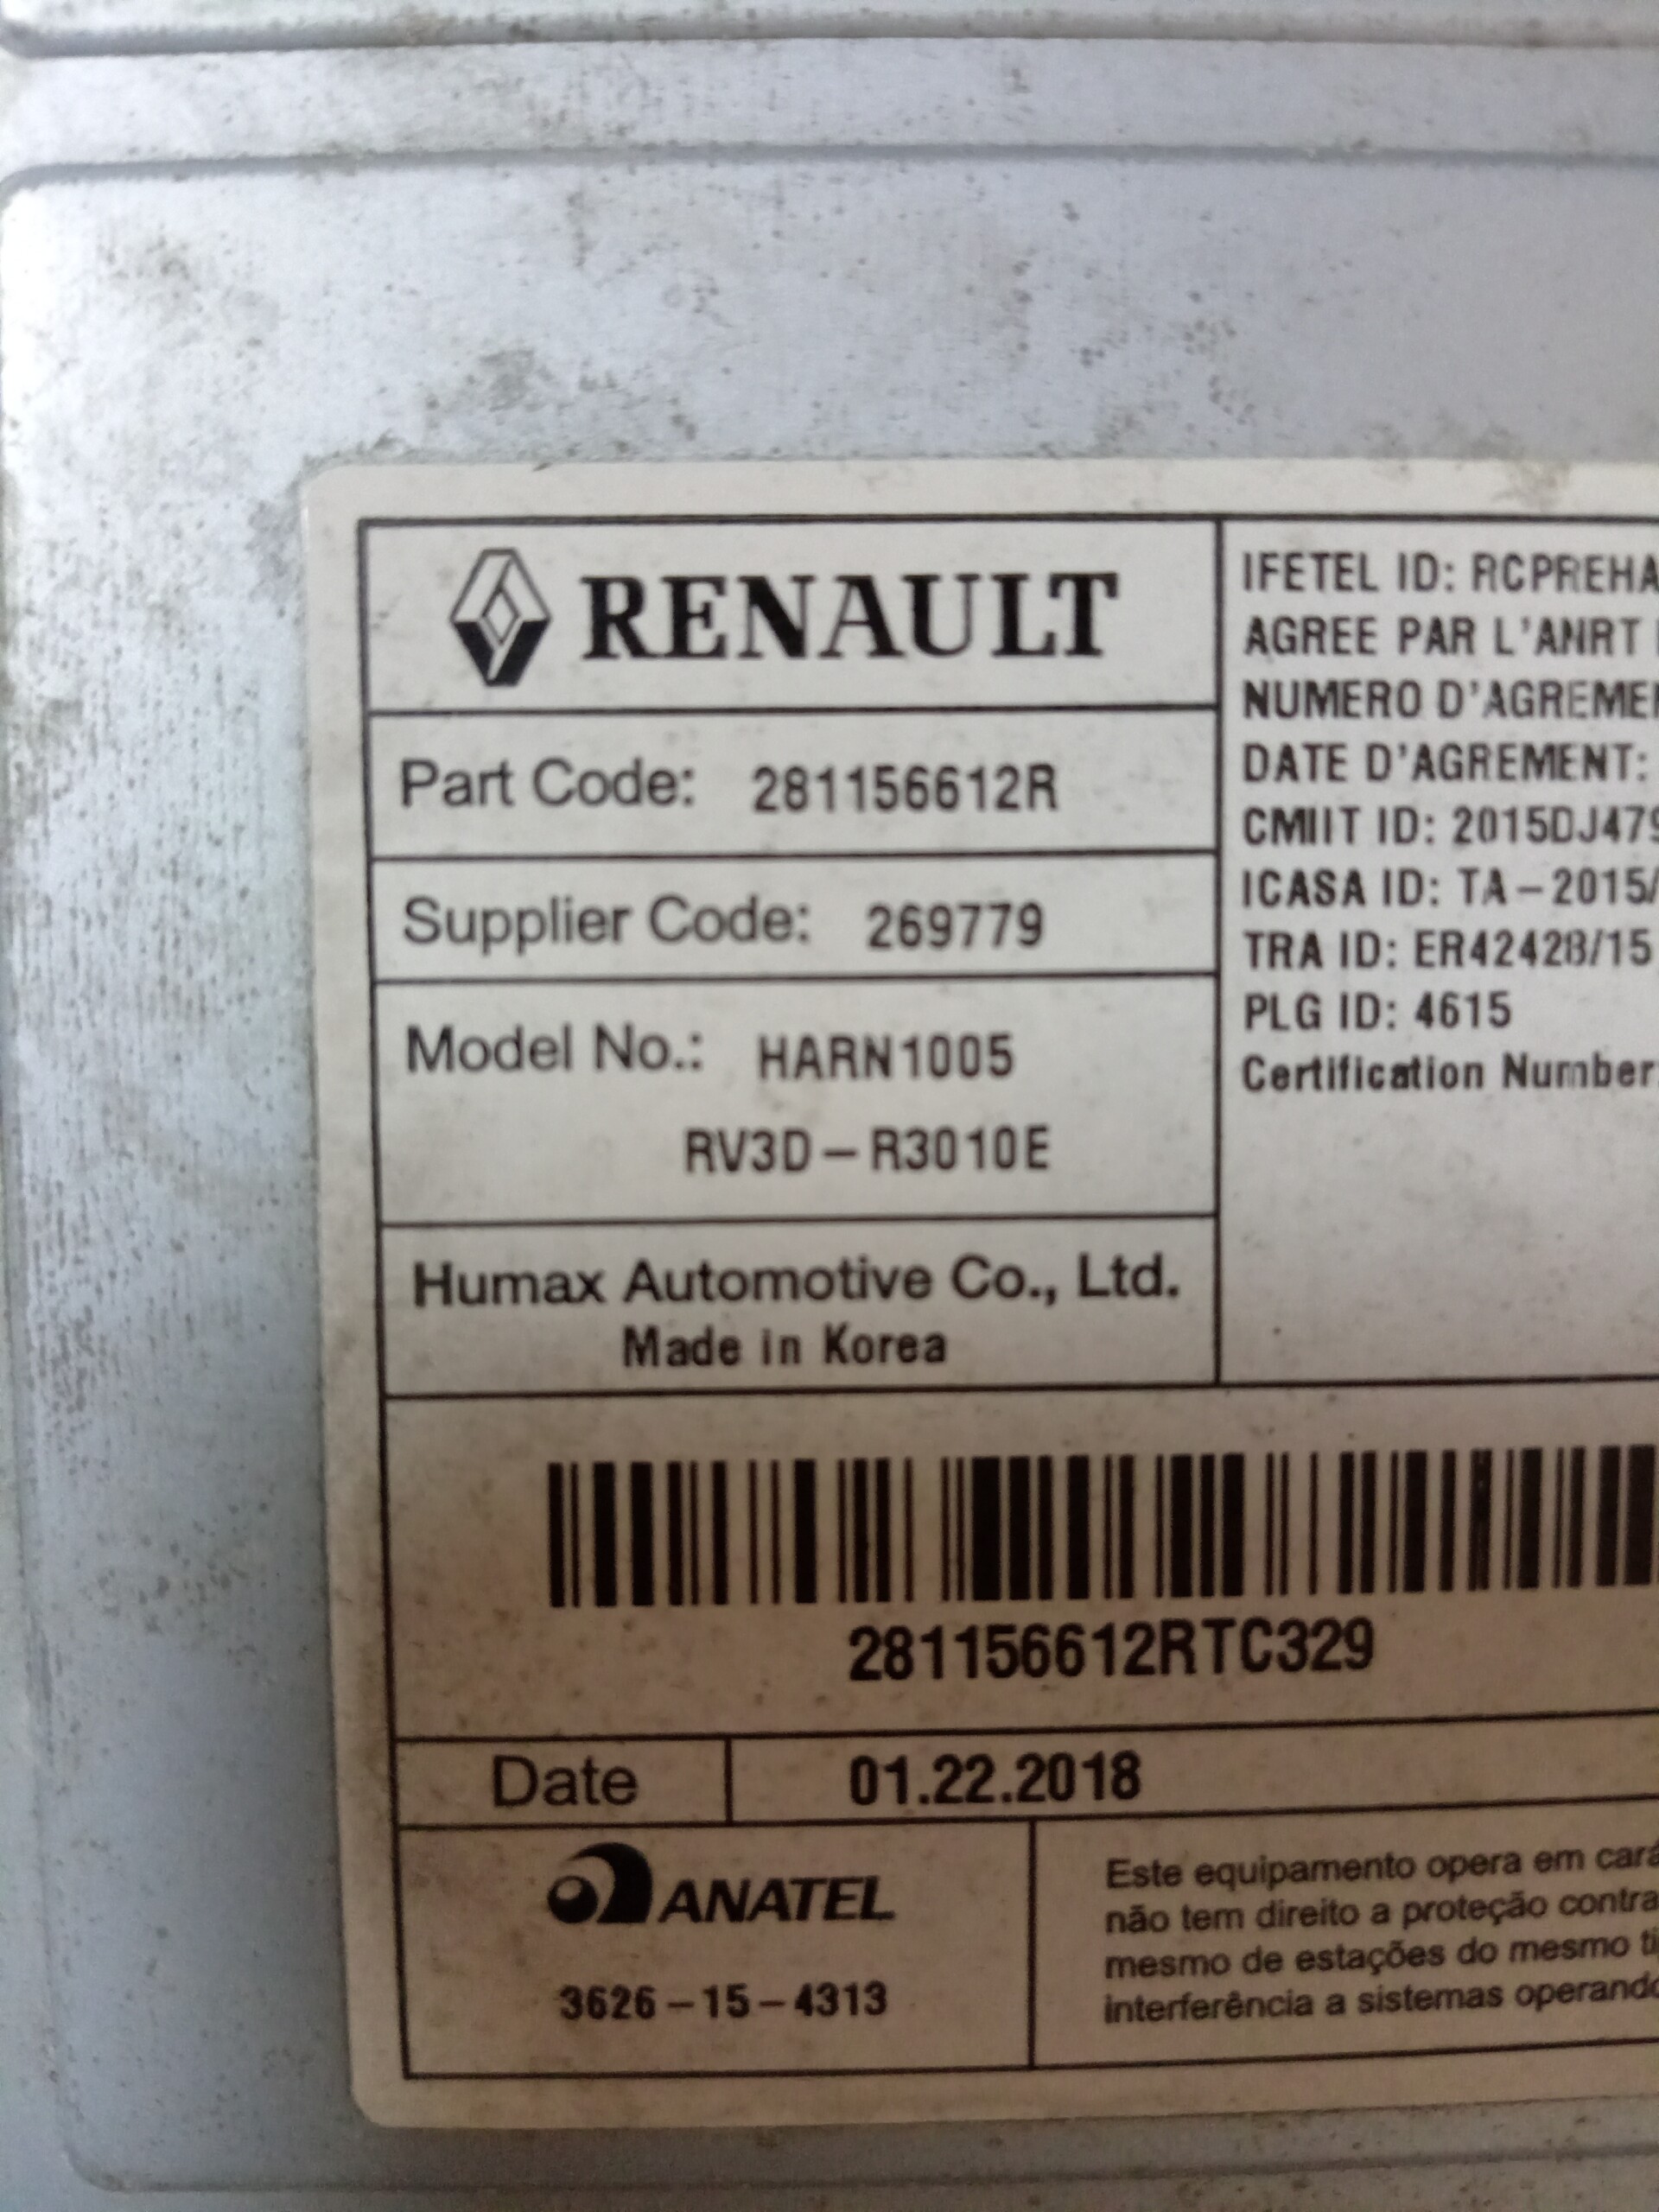 RENAULT
Part Code: 281156612R
Supplier Code: 269779
Model No.: HARN1005
RV3D-R3010E
Humax Automotive Co., Ltd.
Made in Korea
IFETEL ID: RCPREHA
AGREE PAR L'ANRT
NUMERO D'AGREME
DATE D'AGREMENT:
CMIIT ID: 2015DJ479
ICASA ID: TA-2015/
TRA ID: ER42428/15
PLG ID: 4615
Certification Number
281156612RTC329
Date 01.22.2018
ANATEL
3626-15-4313
Este equipamento opera em cará
não tem direito a proteção contra
mesmo de estações do mesmo ti
interferência a sistemas operando